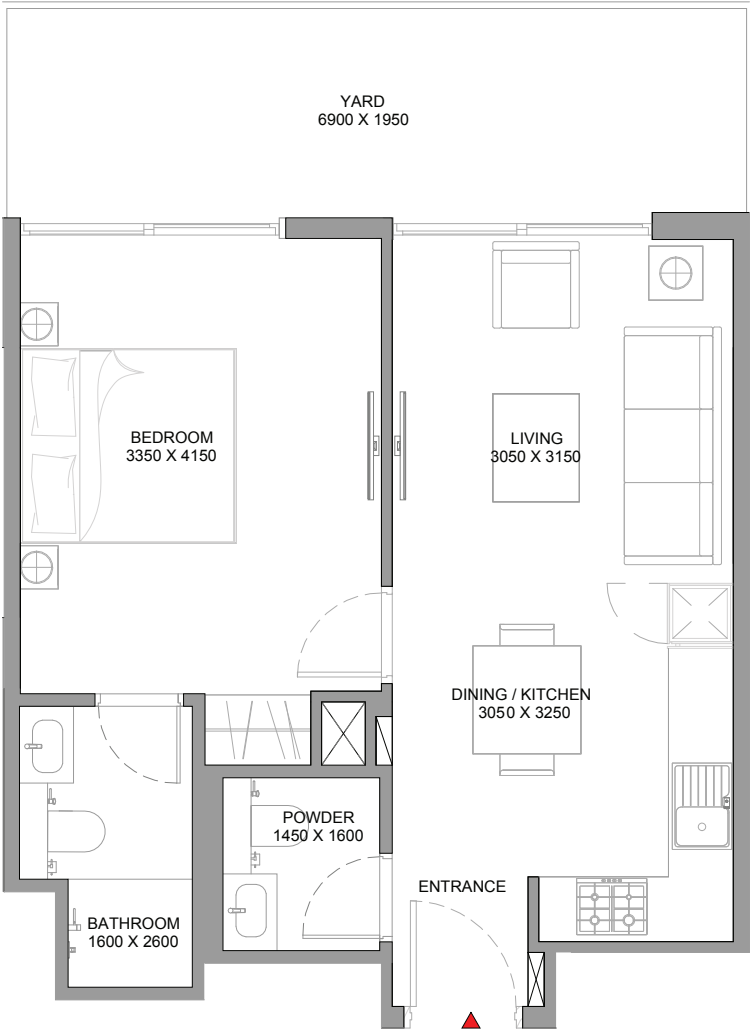 YARD
6900 X 1950
BEDROOM
3350 X 4150
LIVING
3050 X 3150
DINING / KITCHEN
3050 X 3250
POWDER
1450 X 1600
ENTRANCE
BATHROOM
1600 X 2600